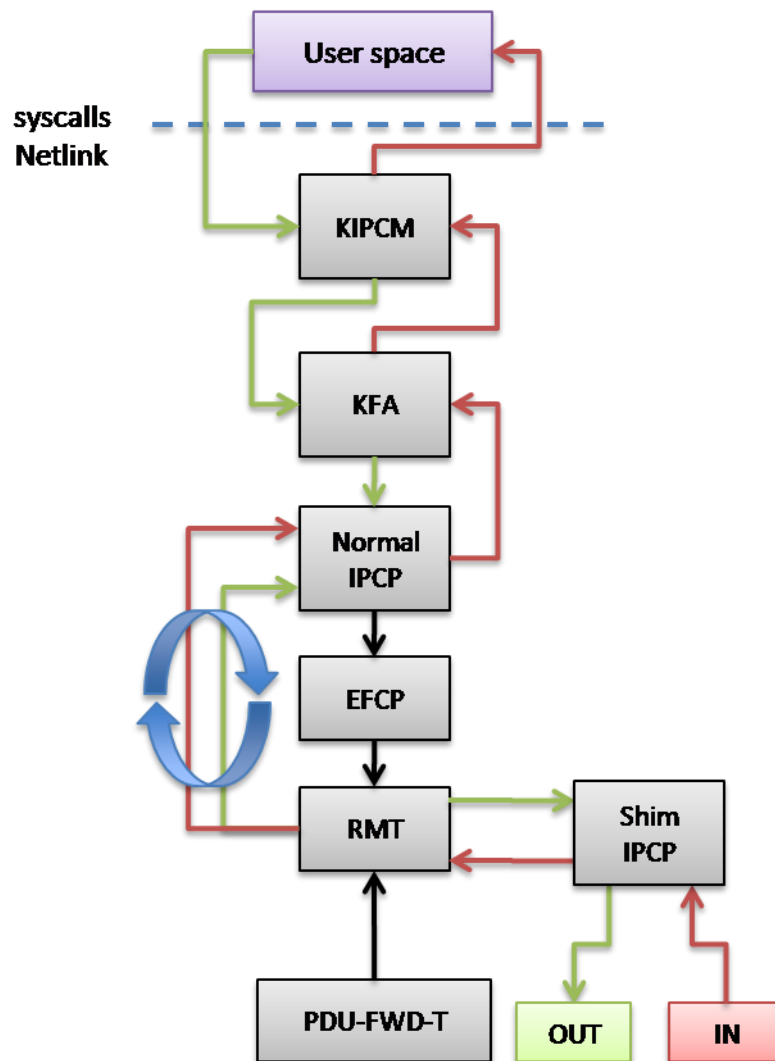 User space
syscalls
Netlink
KIPCM
KFA
Normal
IPCP
EFCP
RMT
Shim
IPCP
PDU-FWD-T
OUT
IN